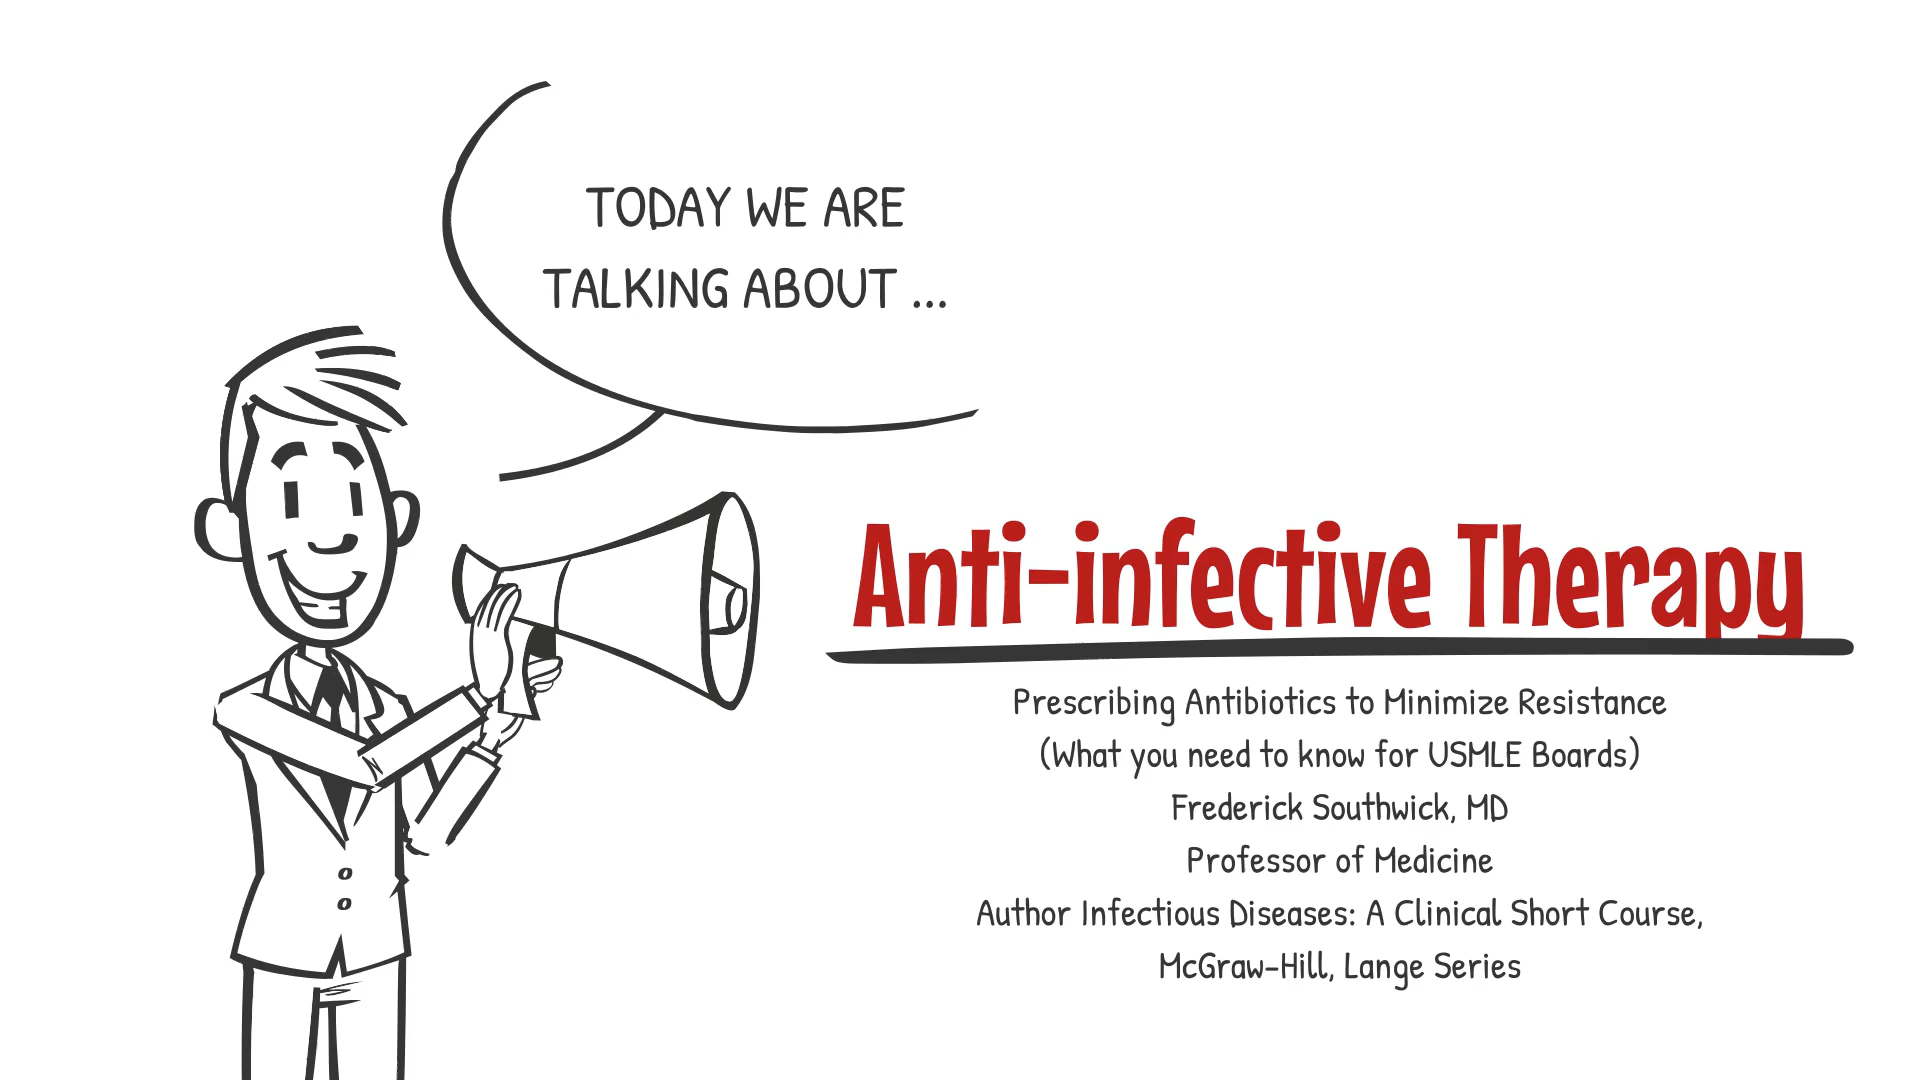 TODAY WE ARE
TALKING ABOUT ...
Anti-infective Therapy
Prescribing Antibiotics to Minimize Resistance
(What you need to know for USMLE Boards)
Frederick Southwick, MD
Professor of Medicine
Author Infectious Diseases: A Clinical Short Course,
McGraw-Hill, Lange Series